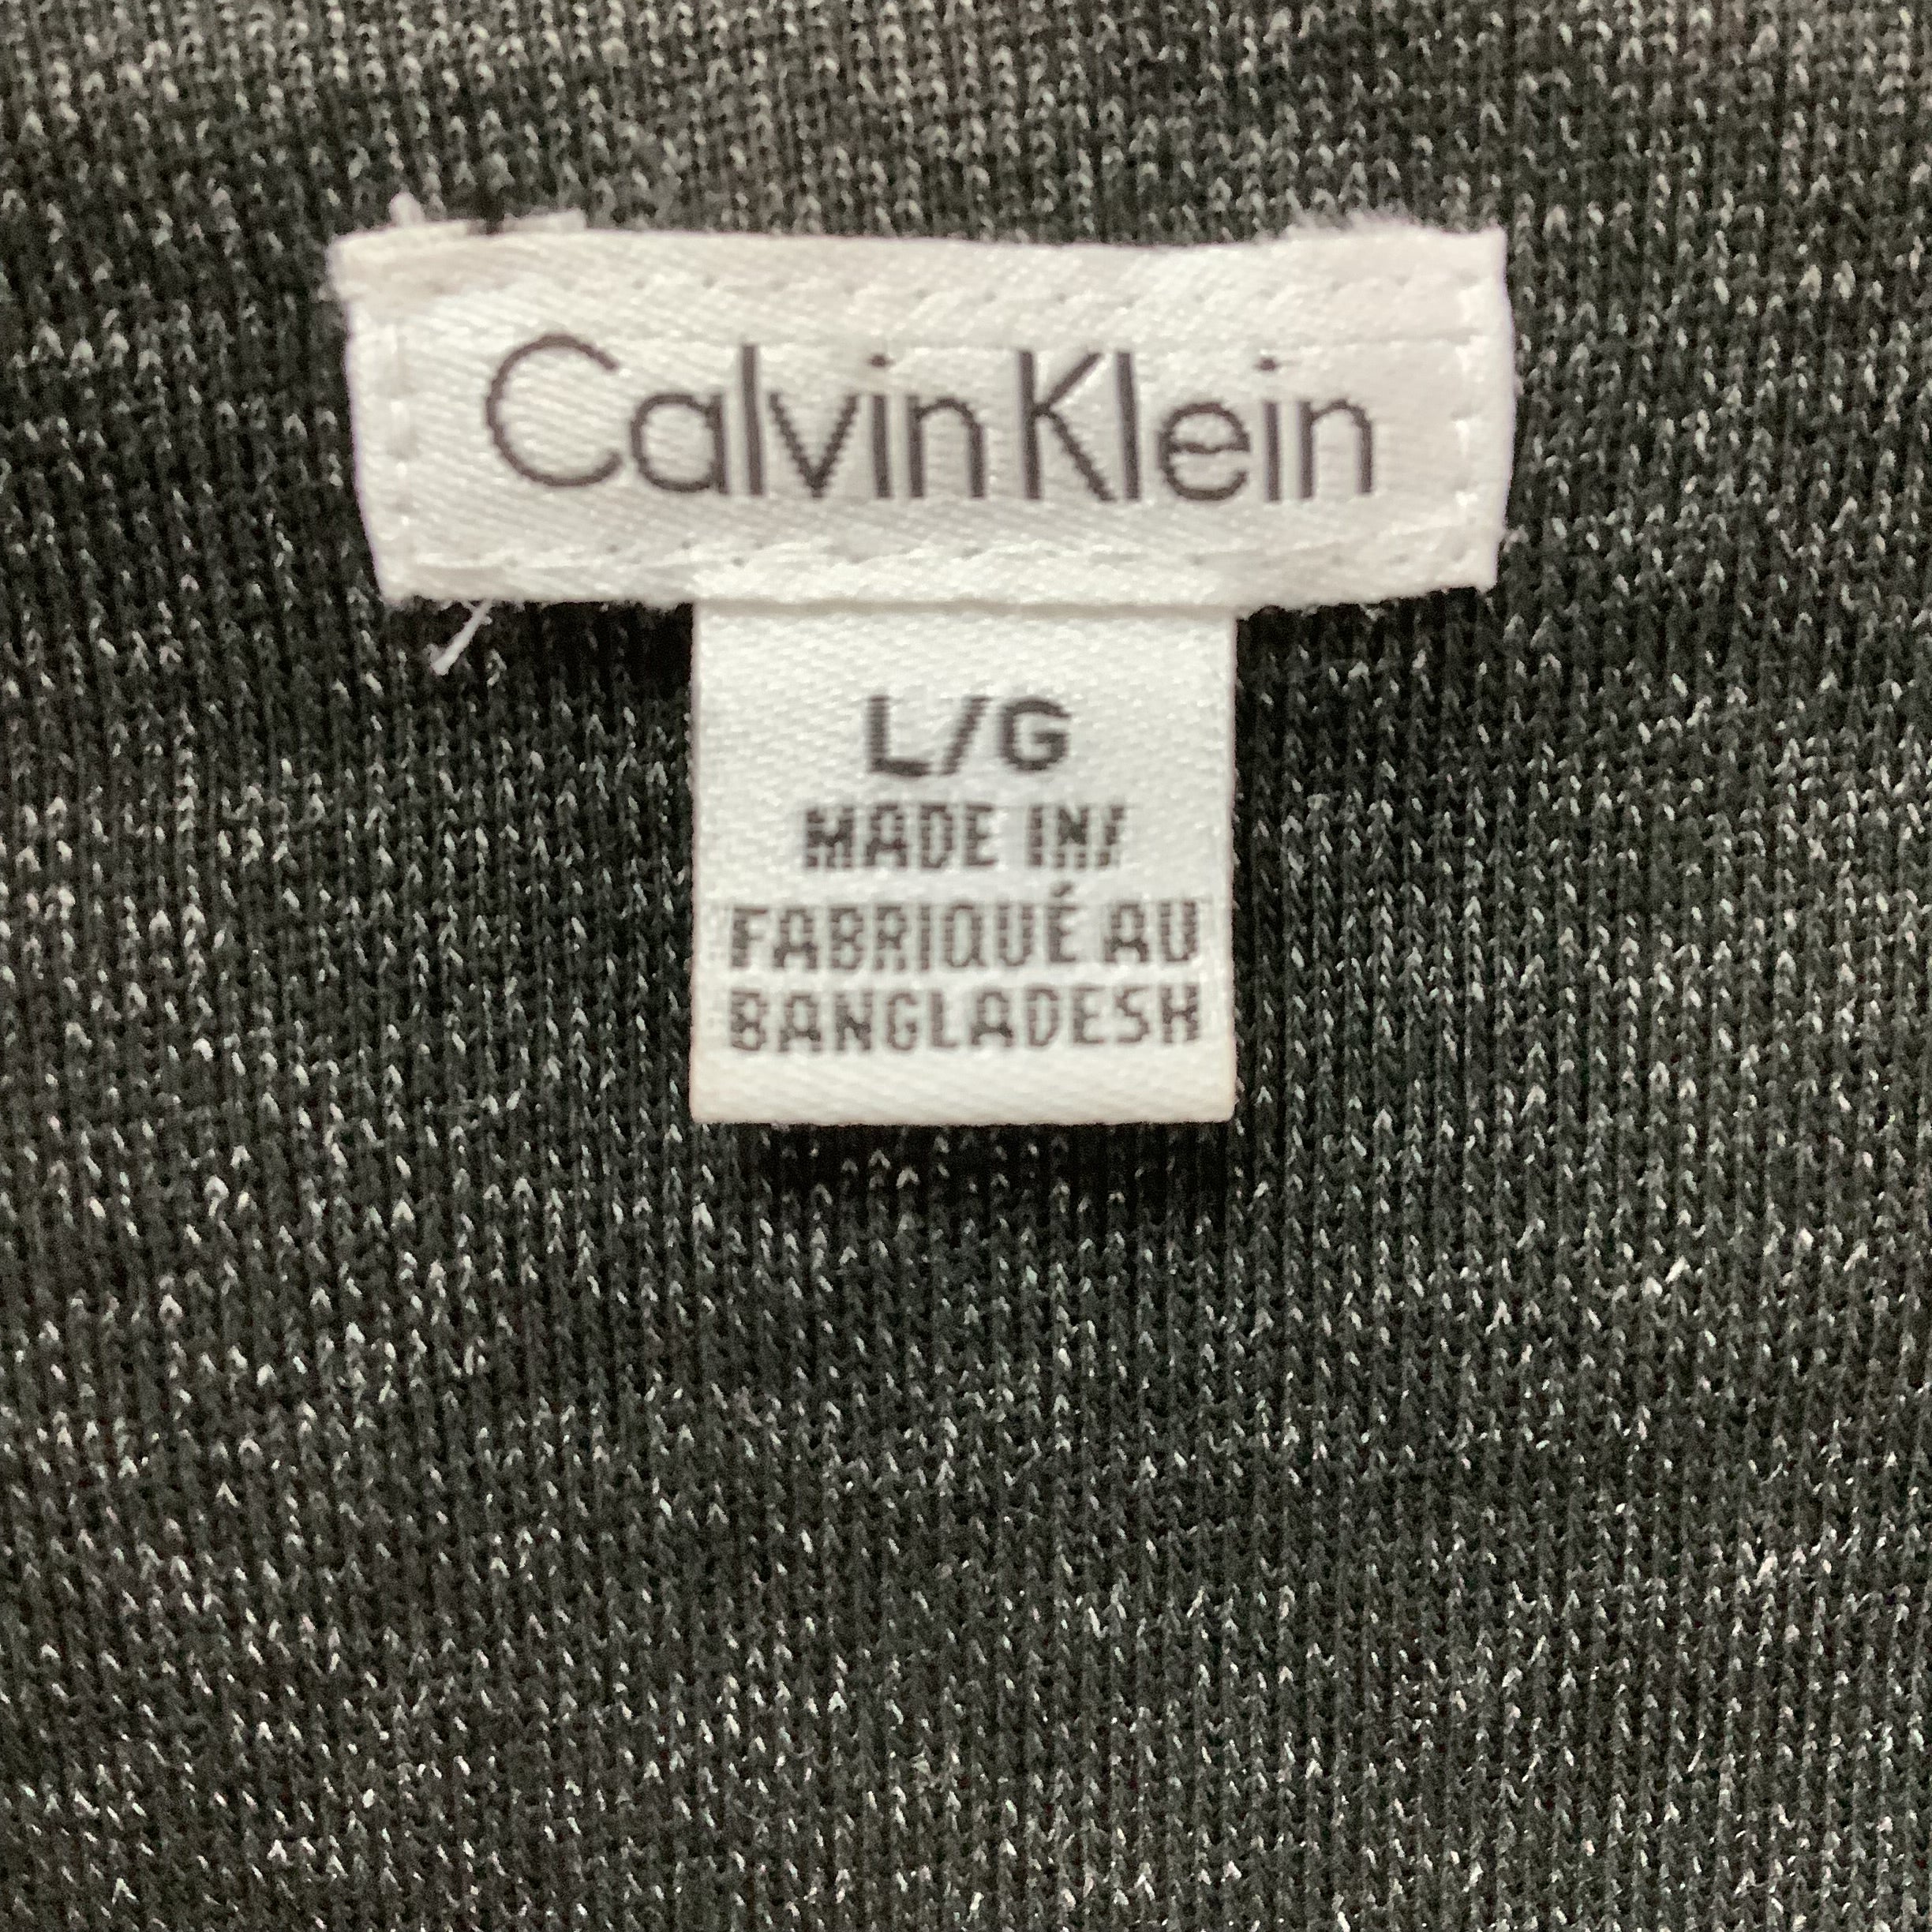 Calvin Klein
L/G
MADE IN/
FABRIQUÉ AU
BANGLADESH